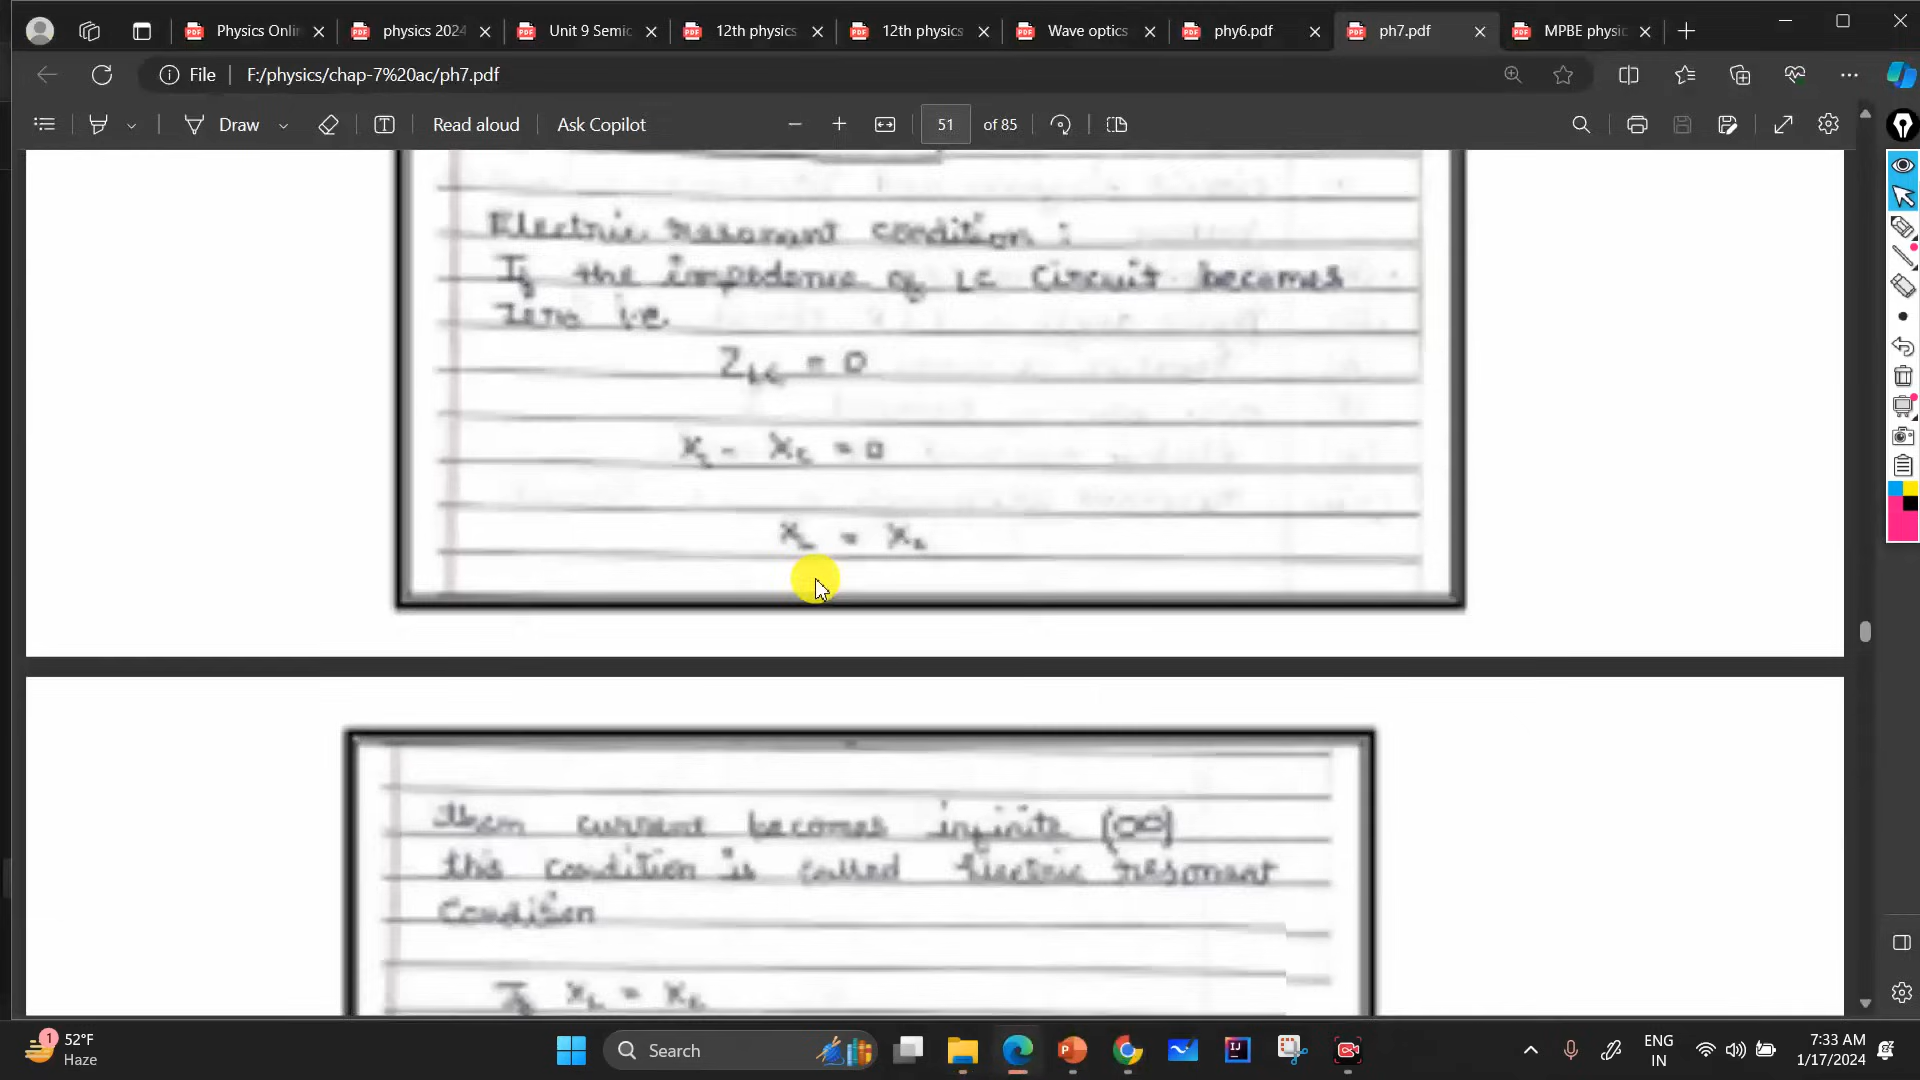 Physics Onlin
physics 2024
Unit 9 Semic
12th physics
12th physics
Wave optics
phy6.pdf
ph7.pdf
MPBE physic
File F:/physics/chap-7%20ac/ph7.pdf
Draw
Read aloud
Ask Copilot
51 of 85
Electric resonant condition :
If the impedence of LC Circuit becomes
Zero i.e.
Z_LC = 0
X_L - X_C = 0
X_L = X_C
then current becomes infinite (∞)
this condition is called Electric resonant
Condition
If X_L = X_C
1
52°F
Haze
Search
ENG
IN
7:33 AM
1/17/2024